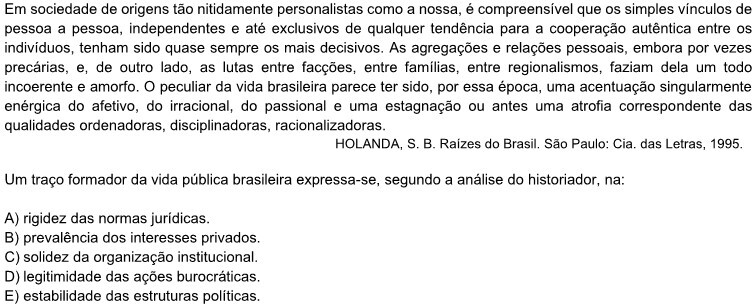 Em sociedade de origens tão nitidamente personalistas como a nossa, é compreensível que os simples vínculos de
pessoa a pessoa, independentes e até exclusivos de qualquer tendência para a cooperação autêntica entre os
indivíduos, tenham sido quase sempre os mais decisivos. As agregações e relações pessoais, embora por vezes
precárias, e, de outro lado, as lutas entre facções, entre famílias, entre regionalismos, faziam dela um todo
incoerente e amorfo. O peculiar da vida brasileira parece ter sido, por essa época, uma acentuação singularmente
enérgica do afetivo, do irracional, do passional e uma estagnação ou antes uma atrofia correspondente das
qualidades ordenadoras, disciplinadoras, racionalizadoras.
HOLANDA, S. B. Raízes do Brasil. São Paulo: Cia. das Letras, 1995.
Um traço formador da vida pública brasileira expressa-se, segundo a análise do historiador, na:
A) rigidez das normas jurídicas.
B) prevalência dos interesses privados.
C) solidez da organização institucional.
D) legitimidade das ações burocráticas.
E) estabilidade das estruturas políticas.